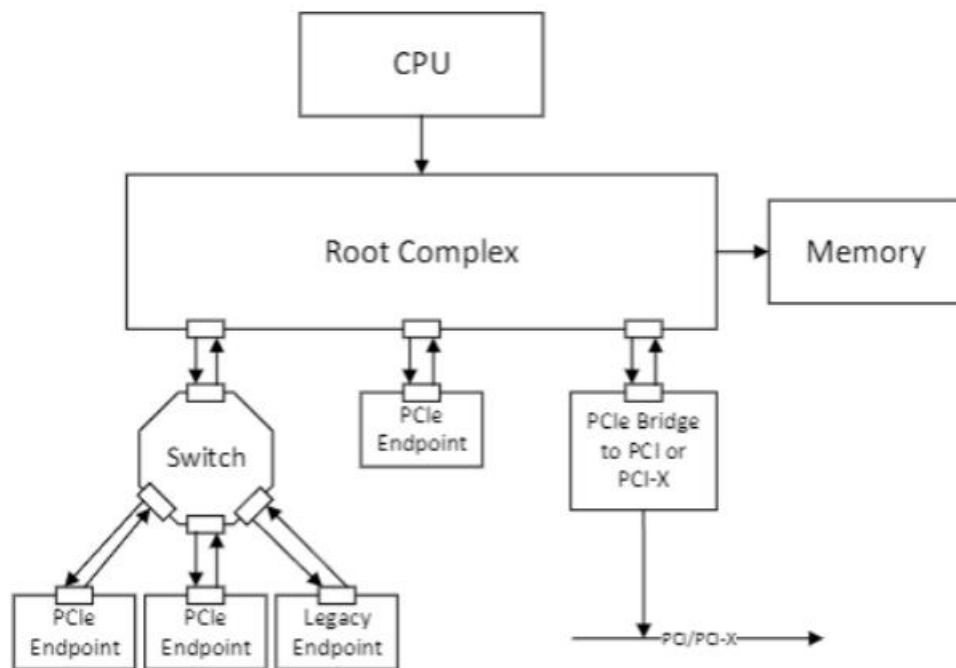 CPU
Root Complex
Memory
PCIe
Endpoint
PCIe Bridge
to PCI or
PCI-X
Switch
PCIe
Endpoint
PCIe
Endpoint
Legacy
Endpoint
PCI/PCI-X